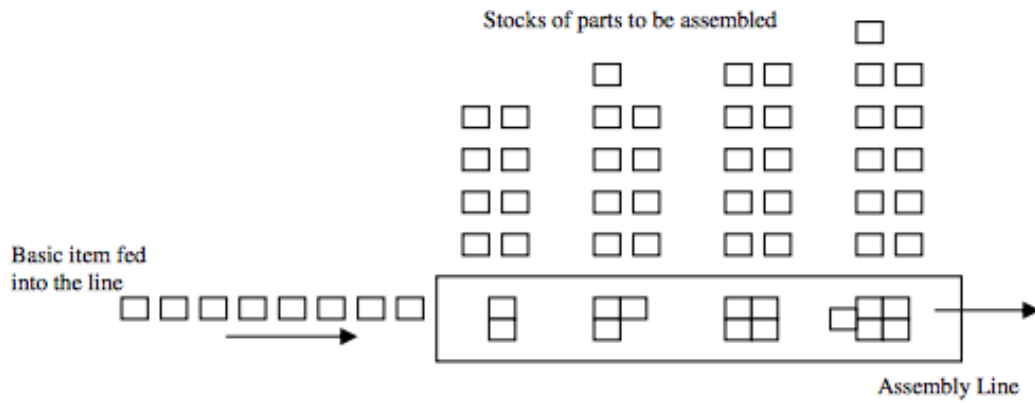 Stocks of parts to be assembled
Basic item fed
into the line
Assembly Line